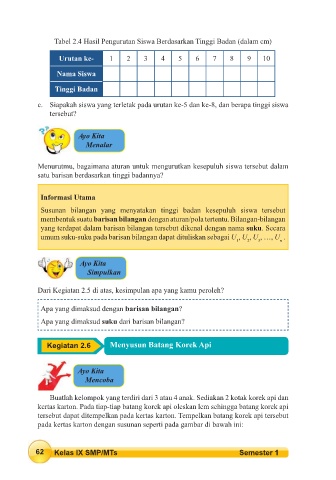 Tabel 2.4 Hasil Pengurutan Siswa Berdasarkan Tinggi Badan (dalam cm)
Urutan ke- 1 2 3 4 5 6 7 8 9 10
Nama Siswa
Tinggi Badan
c. Siapakah siswa yang terletak pada urutan ke-5 dan ke-8, dan berapa tinggi siswa
tersebut?
Ayo Kita
Menalar
Menurutmu, bagaimana aturan untuk mengurutkan kesepuluh siswa tersebut dalam
satu barisan berdasarkan tinggi badannya?
Informasi Utama
Susunan bilangan yang menyatakan tinggi badan kesepuluh siswa tersebut
membentuk suatu barisan bilangan dengan aturan/pola tertentu. Bilangan-bilangan
yang terdapat dalam barisan bilangan tersebut dikenal dengan nama suku. Secara
umum suku-suku pada barisan bilangan dapat dituliskan sebagai U₁, U₂, U₃, ...., Uₙ.
Ayo Kita
Simpulkan
Dari Kegiatan 2.5 di atas, kesimpulan apa yang kamu peroleh?
Apa yang dimaksud dengan barisan bilangan?
Apa yang dimaksud suku dari barisan bilangan?
Kegiatan 2.6 Menyusun Batang Korek Api
Ayo Kita
Mencoba
Buatlah kelompok yang terdiri dari 3 atau 4 anak. Sediakan 2 kotak korek api dan
kertas karton. Pada tiap-tiap batang korek api oleskan lem sehingga batang korek api
tersebut dapat ditempelkan pada kertas karton. Tempelkan batang korek api tersebut
pada kertas karton dengan susunan seperti pada gambar di bawah ini:
62 Kelas IX SMP/MTs Semester 1